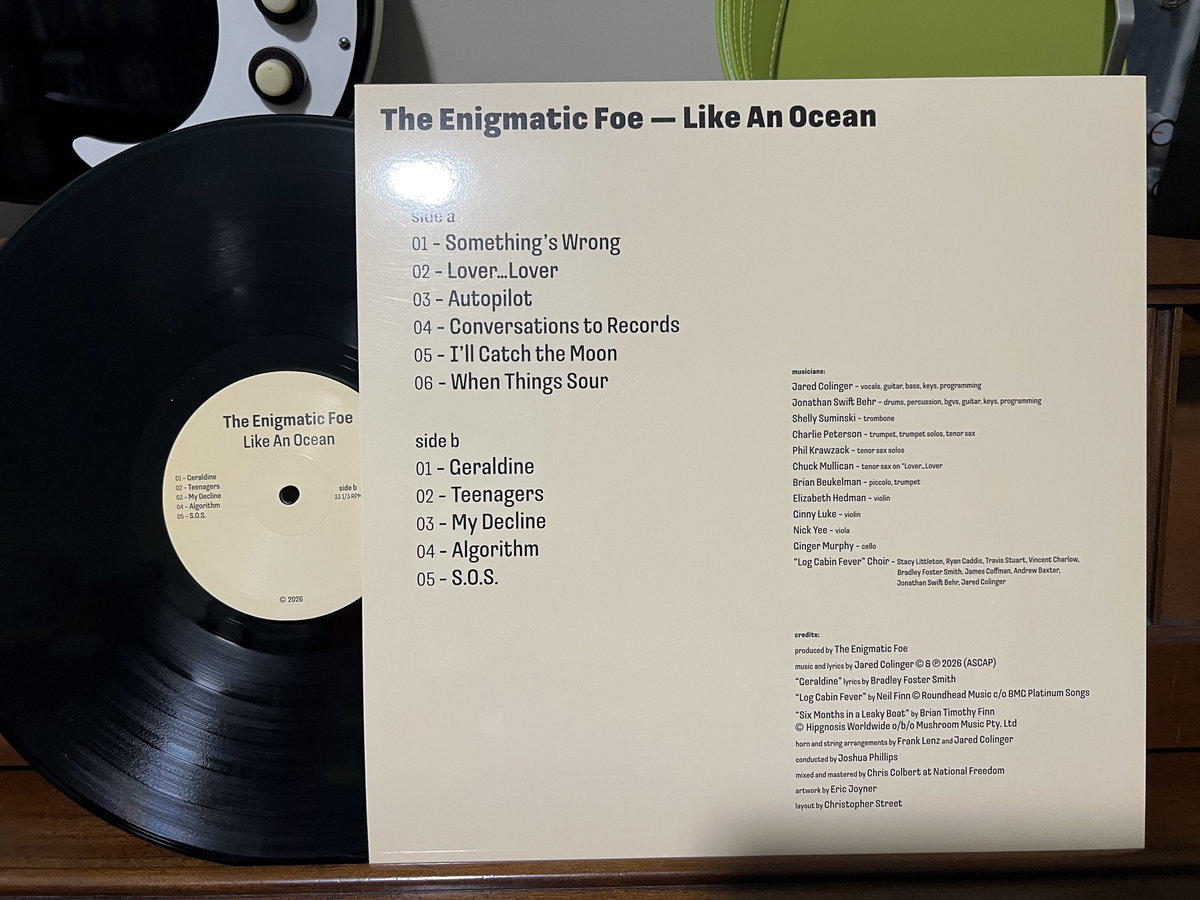 The Enigmatic Foe — Like An Ocean
side a
01 - Something's Wrong
02 - Lover...Lover
03 - Autopilot
04 - Conversations to Records
05 - I'll Catch the Moon
06 - When Things Sour
side b
01 - Geraldine
02 - Teenagers
03 - My Decline
04 - Algorithm
05 - S.O.S.
musicians:
Jared Colinger - vocals, guitar, bass, keys, programming
Jonathan Swift Behr - drums, percussion, bgvs, guitar, keys, programming
Shelly Suminski - trombone
Charlie Peterson - trumpet, trumpet solos, tenor sax
Phil Krawzack - tenor sax solos
Chuck Mullican - tenor sax on "Lover...Lover
Brian Beukelman - piccolo, trumpet
Elizabeth Hedman - violin
Ginny Luke - violin
Nick Yee - viola
Ginger Murphy - cello
"Log Cabin Fever" Choir - Stacy Littleton, Ryan Caddis, Travis Stuart, Vincent Charlow,
Bradley Foster Smith, James Coffman, Andrew Baxter,
Jonathan Swift Behr, Jared Colinger
credits:
produced by The Enigmatic Foe
music and lyrics by Jared Colinger © & ℗ 2026 (ASCAP)
"Geraldine" lyrics by Bradley Foster Smith
"Log Cabin Fever" by Neil Finn © Roundhead Music c/o BMG Platinum Songs
"Six Months in a Leaky Boat" by Brian Timothy Finn
© Hipgnosis Worldwide o/b/o Mushroom Music Pty. Ltd
horn and string arrangements by Frank Lenz and Jared Colinger
conducted by Joshua Phillips
mixed and mastered by Chris Colbert at National Freedom
artwork by Eric Joyner
layout by Christopher Street
The Enigmatic Foe
Like An Ocean
01 - Geraldine
02 - Teenagers
03 - My Decline
04 - Algorithm
05 - S.O.S.
side b
33 1/3 RPM
© 2026